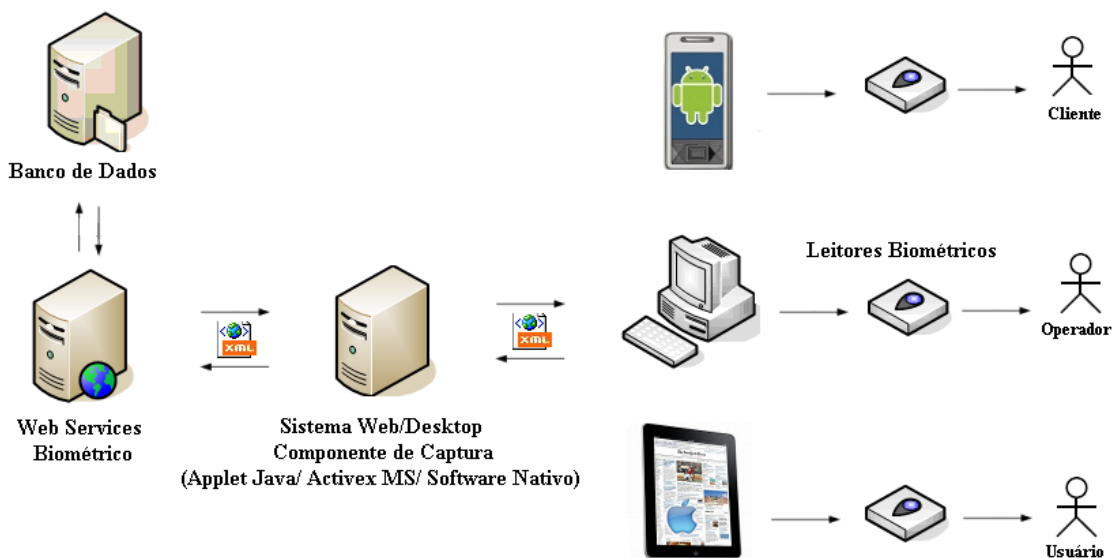 Banco de Dados
Cliente
Leitores Biométricos
Operador
XML
XML
Web Services
Biométrico
Sistema Web/Desktop
Componente de Captura
(Applet Java/ Activex MS/ Software Nativo)
Usuário